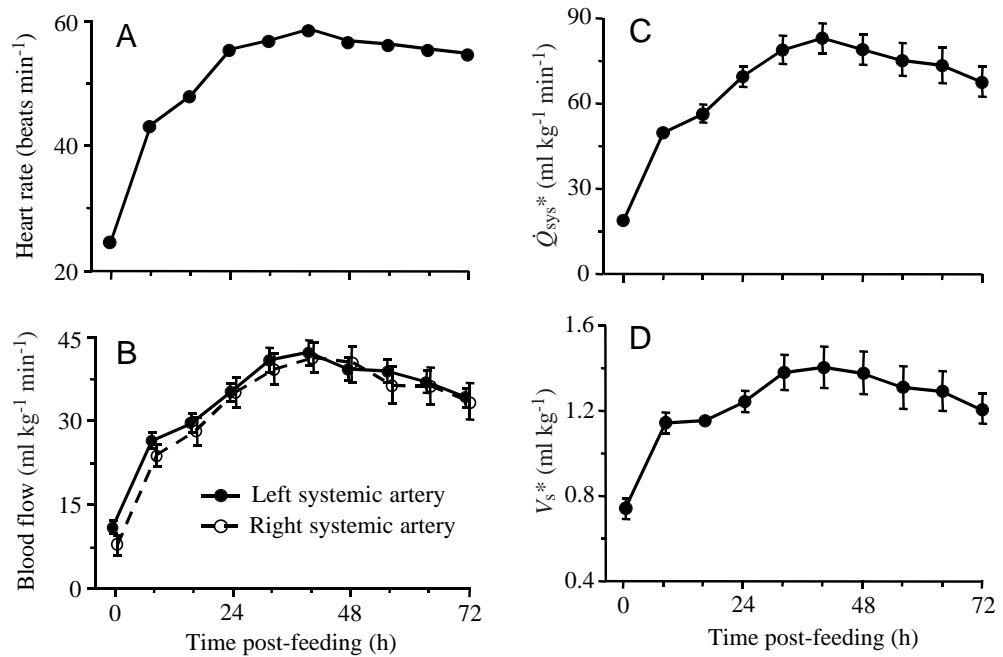 A
Heart rate (beats min⁻¹)
60
40
20
B
Blood flow (ml kg⁻¹ min⁻¹)
45
30
15
0
Left systemic artery
Right systemic artery
0 24 48 72
Time post-feeding (h)
C
Q̇sys* (ml kg⁻¹ min⁻¹)
90
60
30
0
D
Vs* (ml kg⁻¹)
1.6
1.2
0.8
0.4
0 24 48 72
Time post-feeding (h)